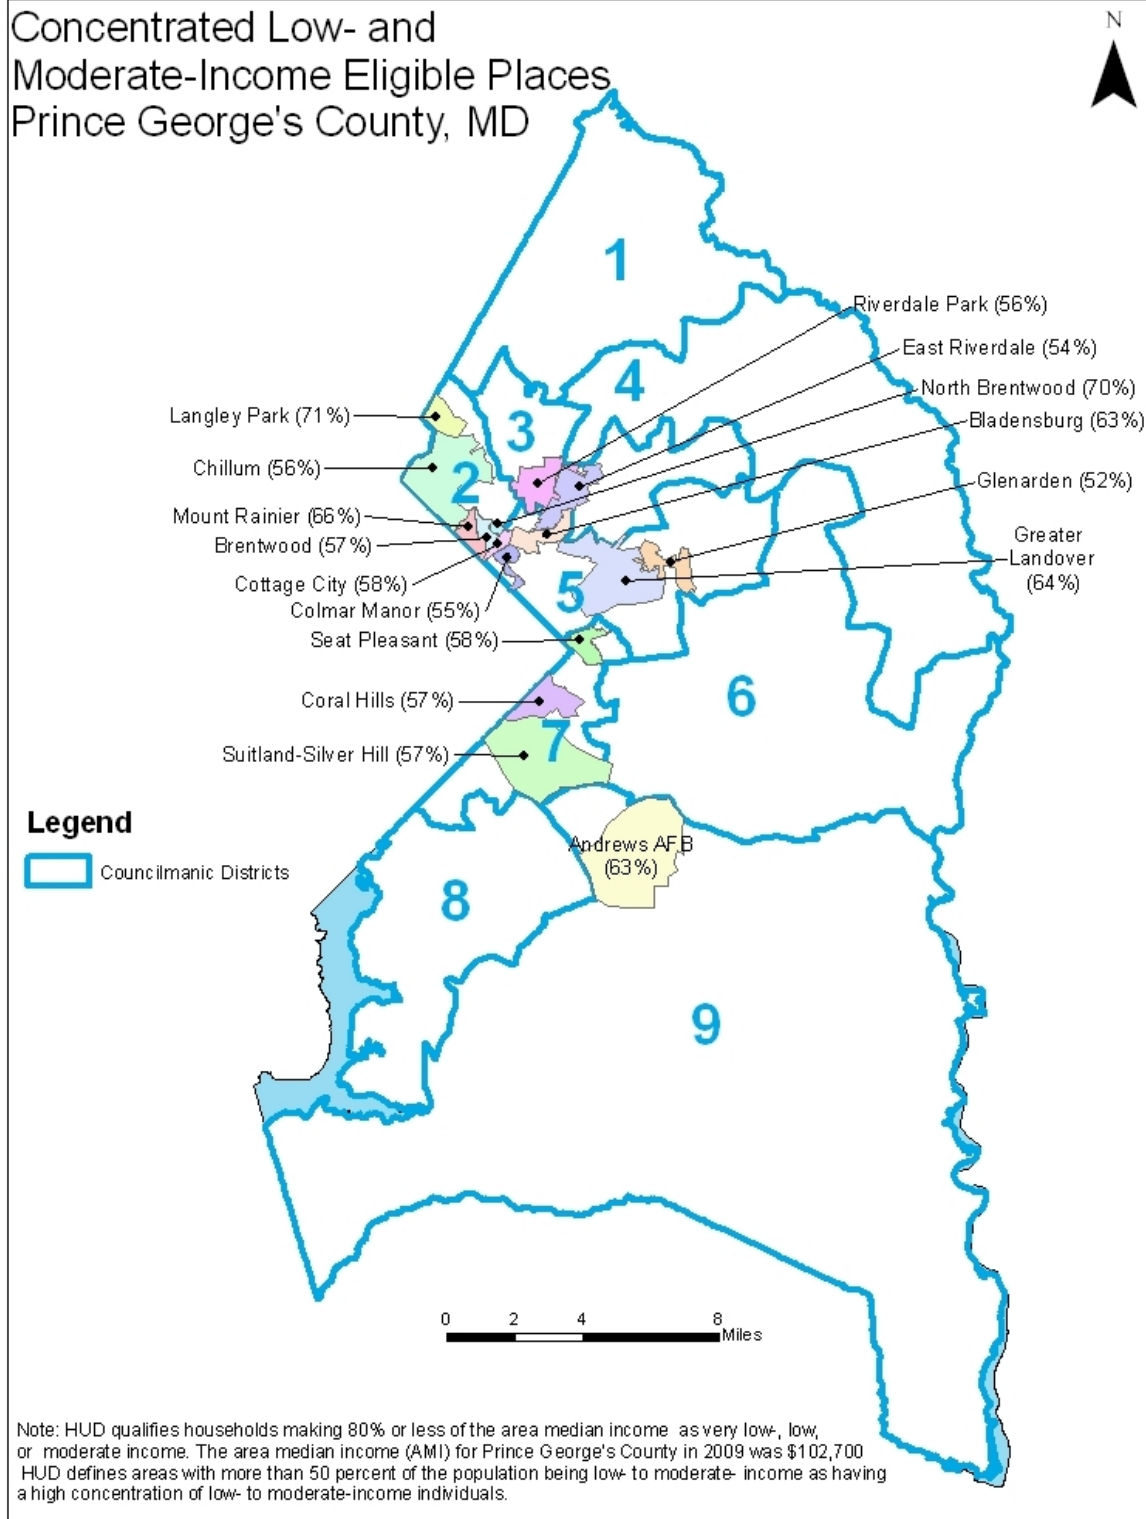 Concentrated Low- and
Moderate-Income Eligible Places
Prince George's County, MD
N
1
Riverdale Park (56%)
East Riverdale (54%)
4
North Brentwood (70%)
Langley Park (71%)
Bladensburg (63%)
3
Chillum (56%)
2
Glenarden (52%)
Mount Rainier (66%)
Greater
Landover
(64%)
Brentwood (57%)
Cottage City (58%)
5
Colmar Manor (55%)
Seat Pleasant (58%)
Coral Hills (57%)
6
7
Suitland-Silver Hill (57%)
Legend
Councilmanic Districts
Andrews AFB
(63%)
8
9
0 2 4 8
Miles
Note: HUD qualifies households making 80% or less of the area median income as very low-, low,
or moderate income. The area median income (AMI) for Prince George's County in 2009 was $102,700
HUD defines areas with more than 50 percent of the population being low- to moderate- income as having
a high concentration of low- to moderate-income individuals.